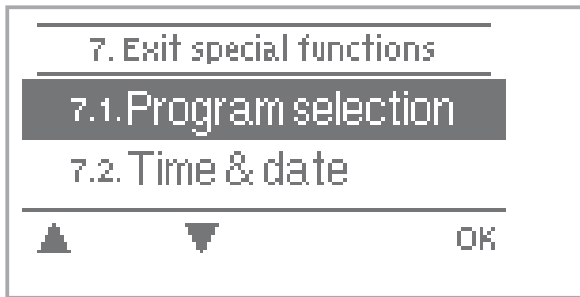 7. Exit special functions
7.1. Program selection
7.2. Time & date
OK